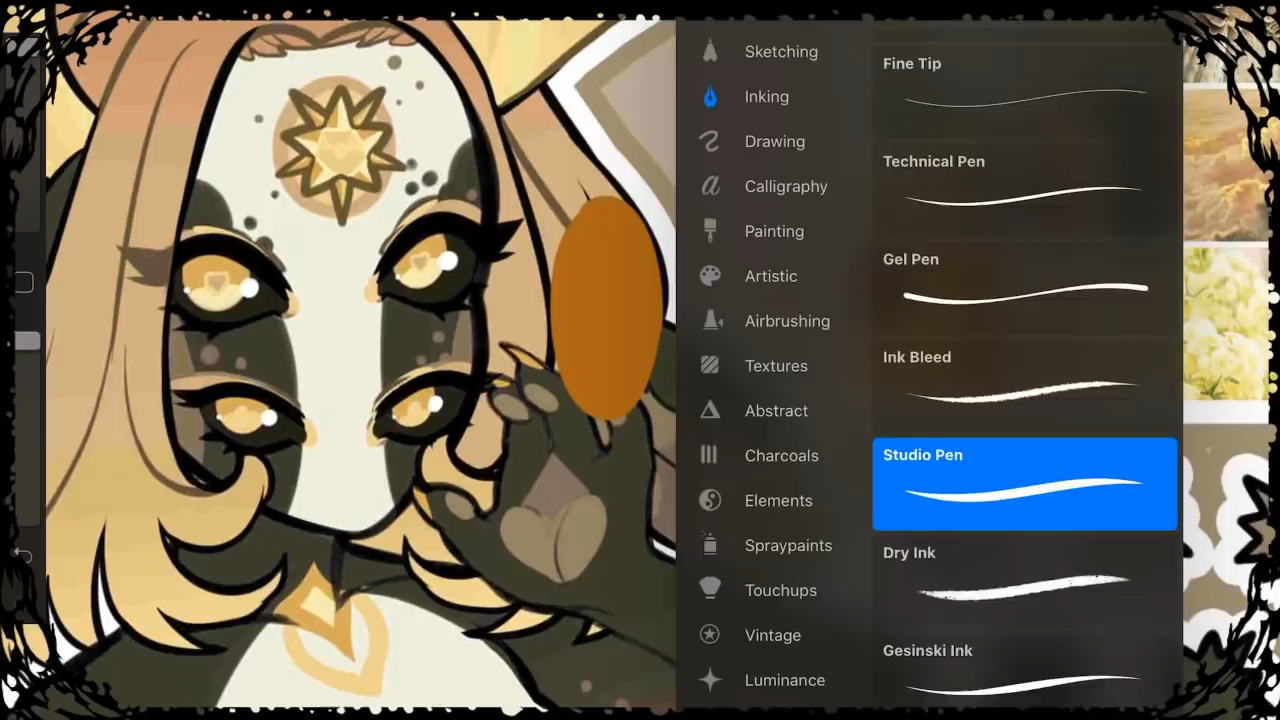 Sketching
Inking
Drawing
Calligraphy
Painting
Artistic
Airbrushing
Textures
Abstract
Charcoals
Elements
Spraypaints
Touchups
Vintage
Luminance
Fine Tip
Technical Pen
Gel Pen
Ink Bleed
Studio Pen
Dry Ink
Gesinski Ink